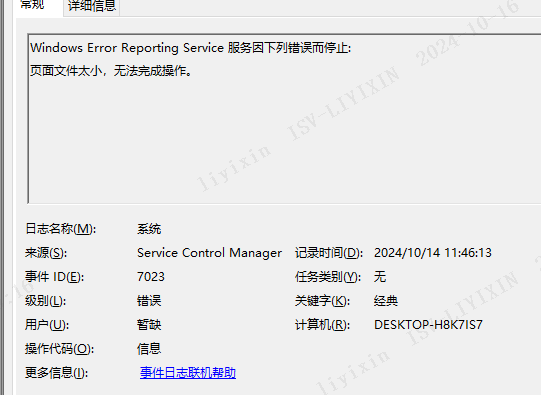 常规
详细信息
Windows Error Reporting Service 服务因下列错误而停止:
页面文件太小，无法完成操作。
liyixin ISV-LIYIXIN 2024-10-16
日志名称(M): 系统
来源(S): Service Control Manager 记录时间(D): 2024/10/14 11:46:13
事件 ID(E): 7023 任务类别(Y): 无
级别(L): 错误 关键字(K): 经典
用户(U): 暂缺 计算机(R): DESKTOP-H8K7IS7
操作代码(O): 信息
更多信息(I): 事件日志联机帮助
liyixin ISV-LIYIXIN